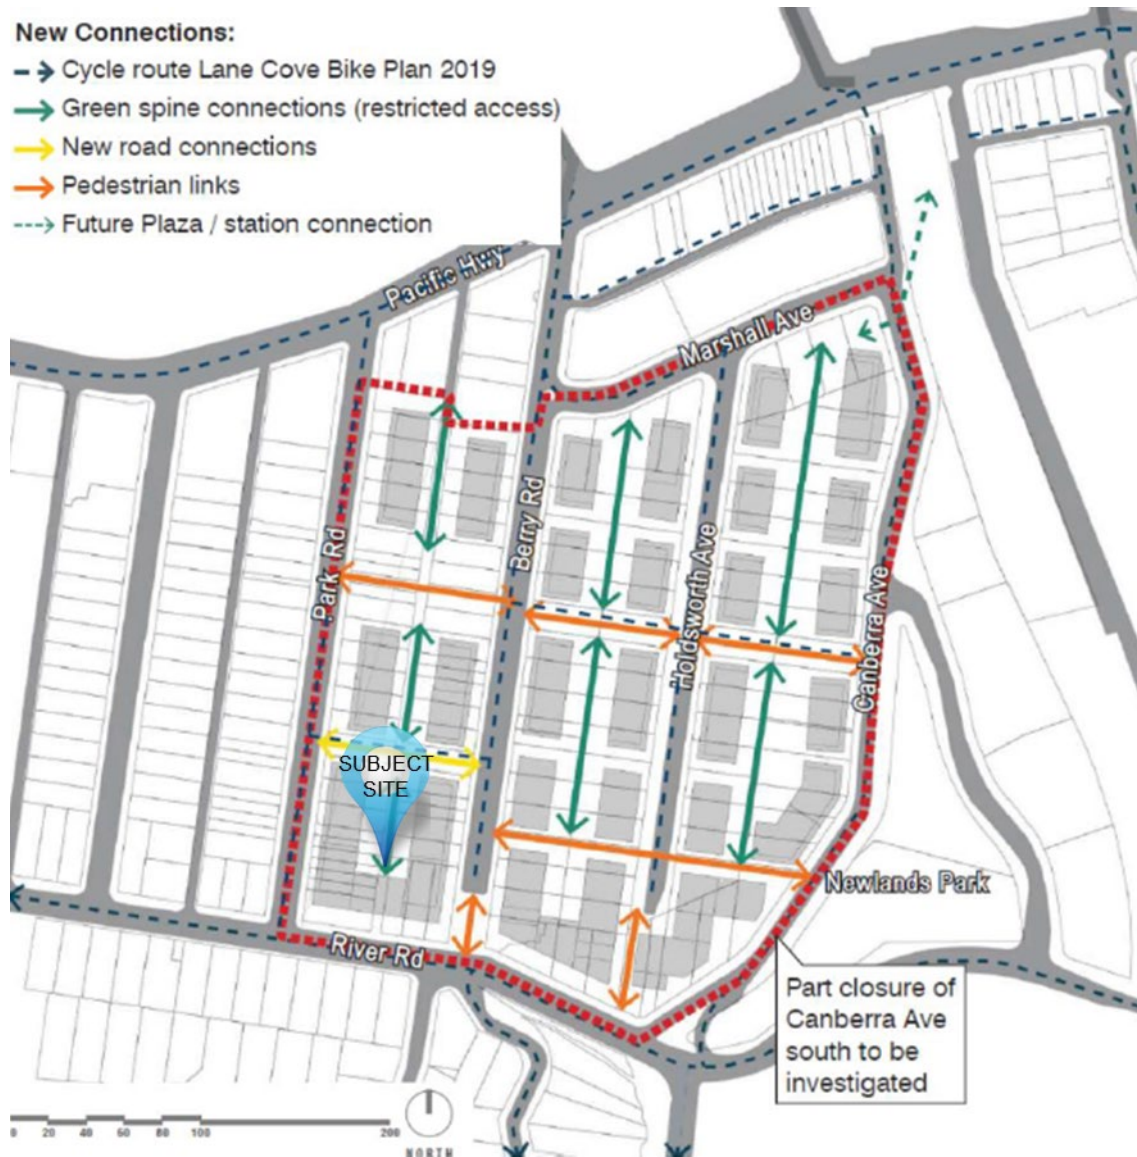 New Connections:
Cycle route Lane Cove Bike Plan 2019
Green spine connections (restricted access)
New road connections
Pedestrian links
Future Plaza / station connection
Pacific Hwy
Marshall Ave
Berry Rd
Park Rd
Holdsworth Ave
Canberra Ave
SUBJECT
SITE
Newlands Park
River Rd
Part closure of
Canberra Ave
south to be
investigated
0 20 40 60 80 100 200
NORTH